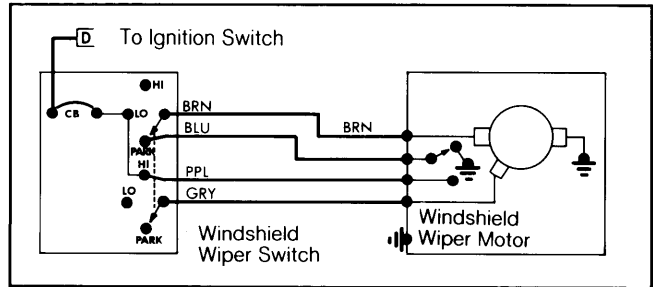 D To Ignition Switch
HI
CB
LO
BRN
BLU
BRN
PARK
HI
PPL
LO
GRY
PARK
Windshield
Wiper Switch
Windshield
Wiper Motor